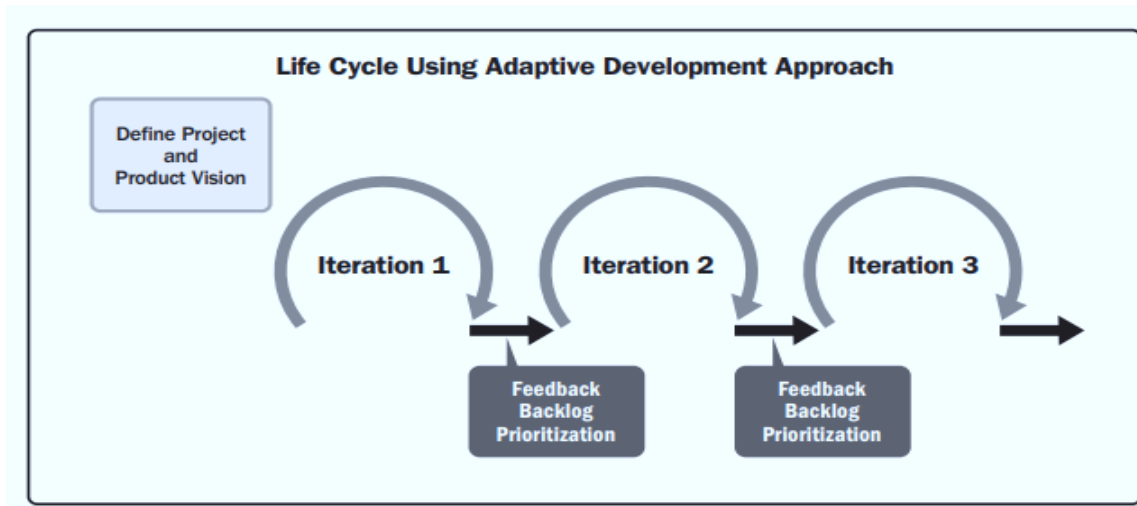 Life Cycle Using Adaptive Development Approach
Define Project
and
Product Vision
Iteration 1
Iteration 2
Iteration 3
Feedback
Backlog
Prioritization
Feedback
Backlog
Prioritization